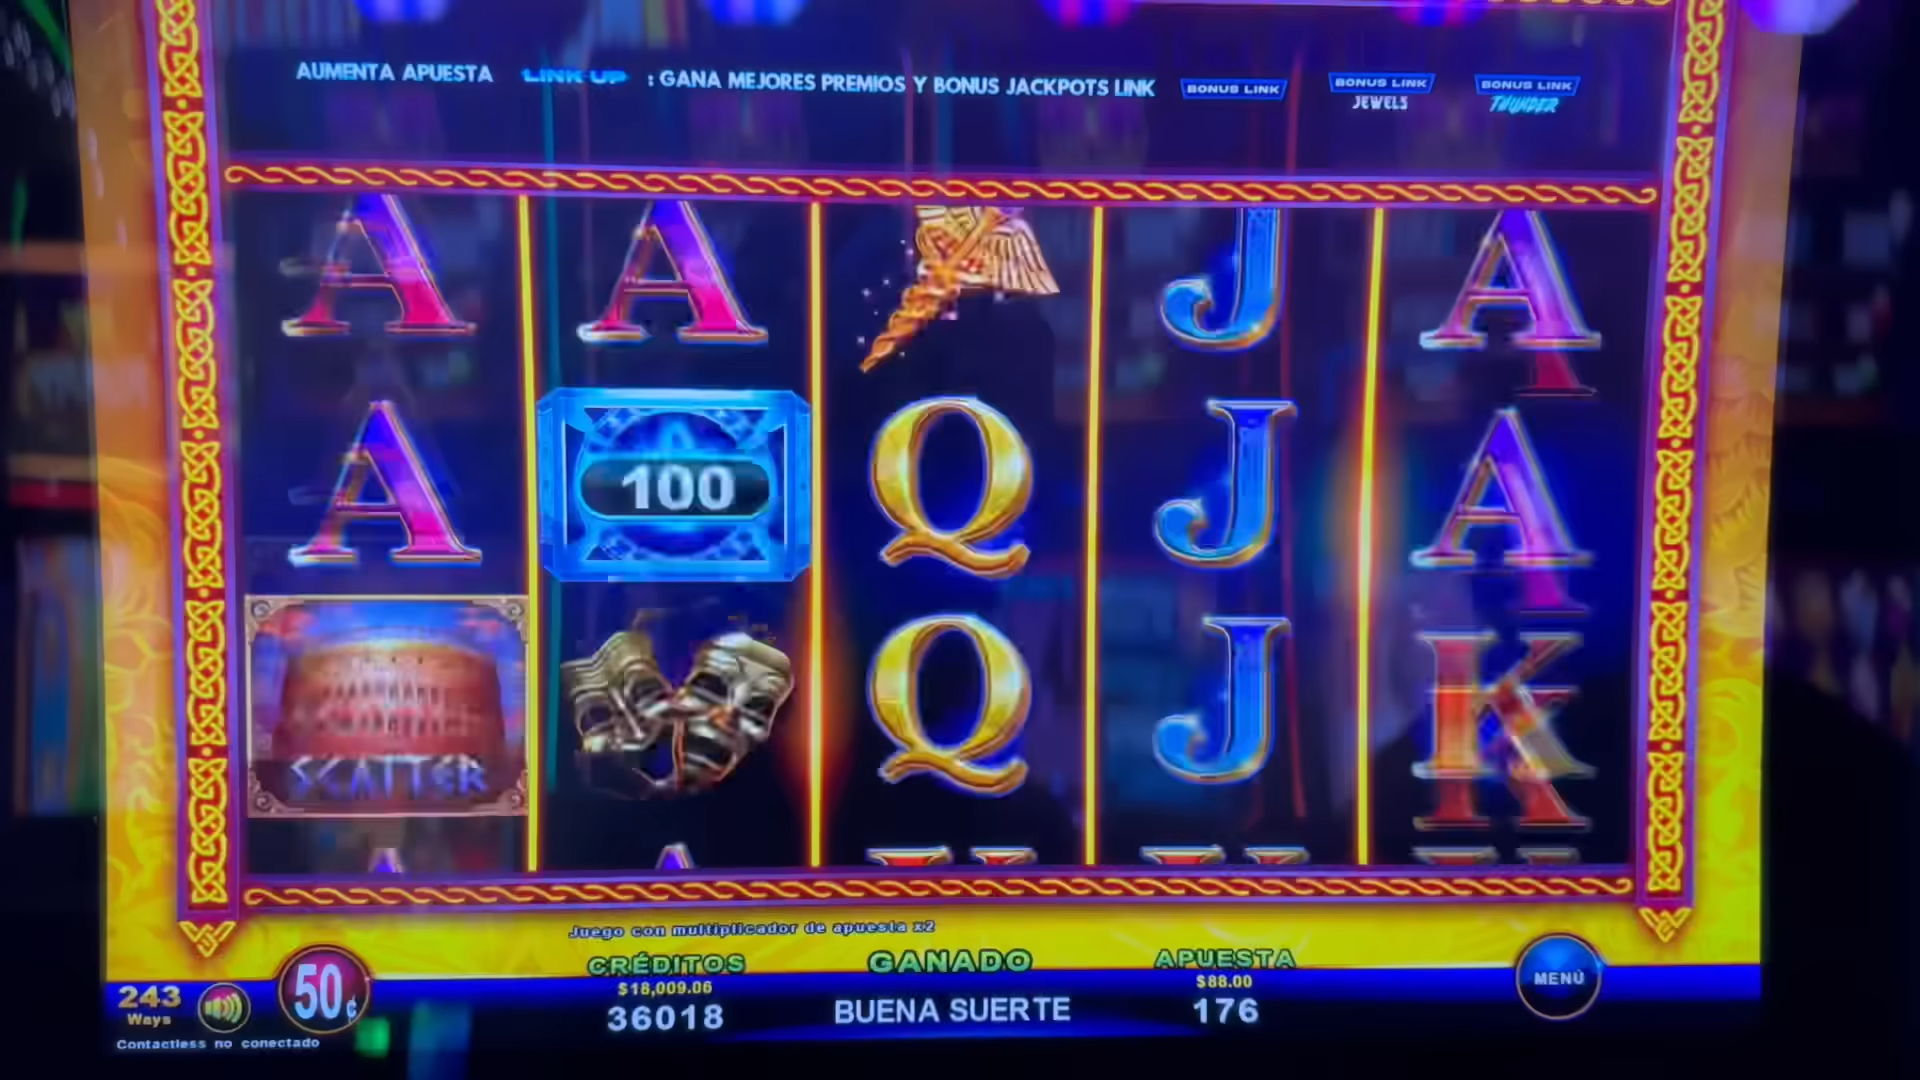 AUMENTA APUESTA LINK UP : GANA MEJORES PREMIOS Y BONUS JACKPOTS LINK
BONUS LINK
BONUS LINK
JEWELS
BONUS LINK
THUNDER
A A J A
A 100 Q J A
SCATTER Q J K
Juego con multiplicador de apuesta x2
243
Ways
50¢
CRÉDITOS
$18,009.06
36018
GANADO
BUENA SUERTE
APUESTA
$88.00
176
MENÚ
Contactless no conectado